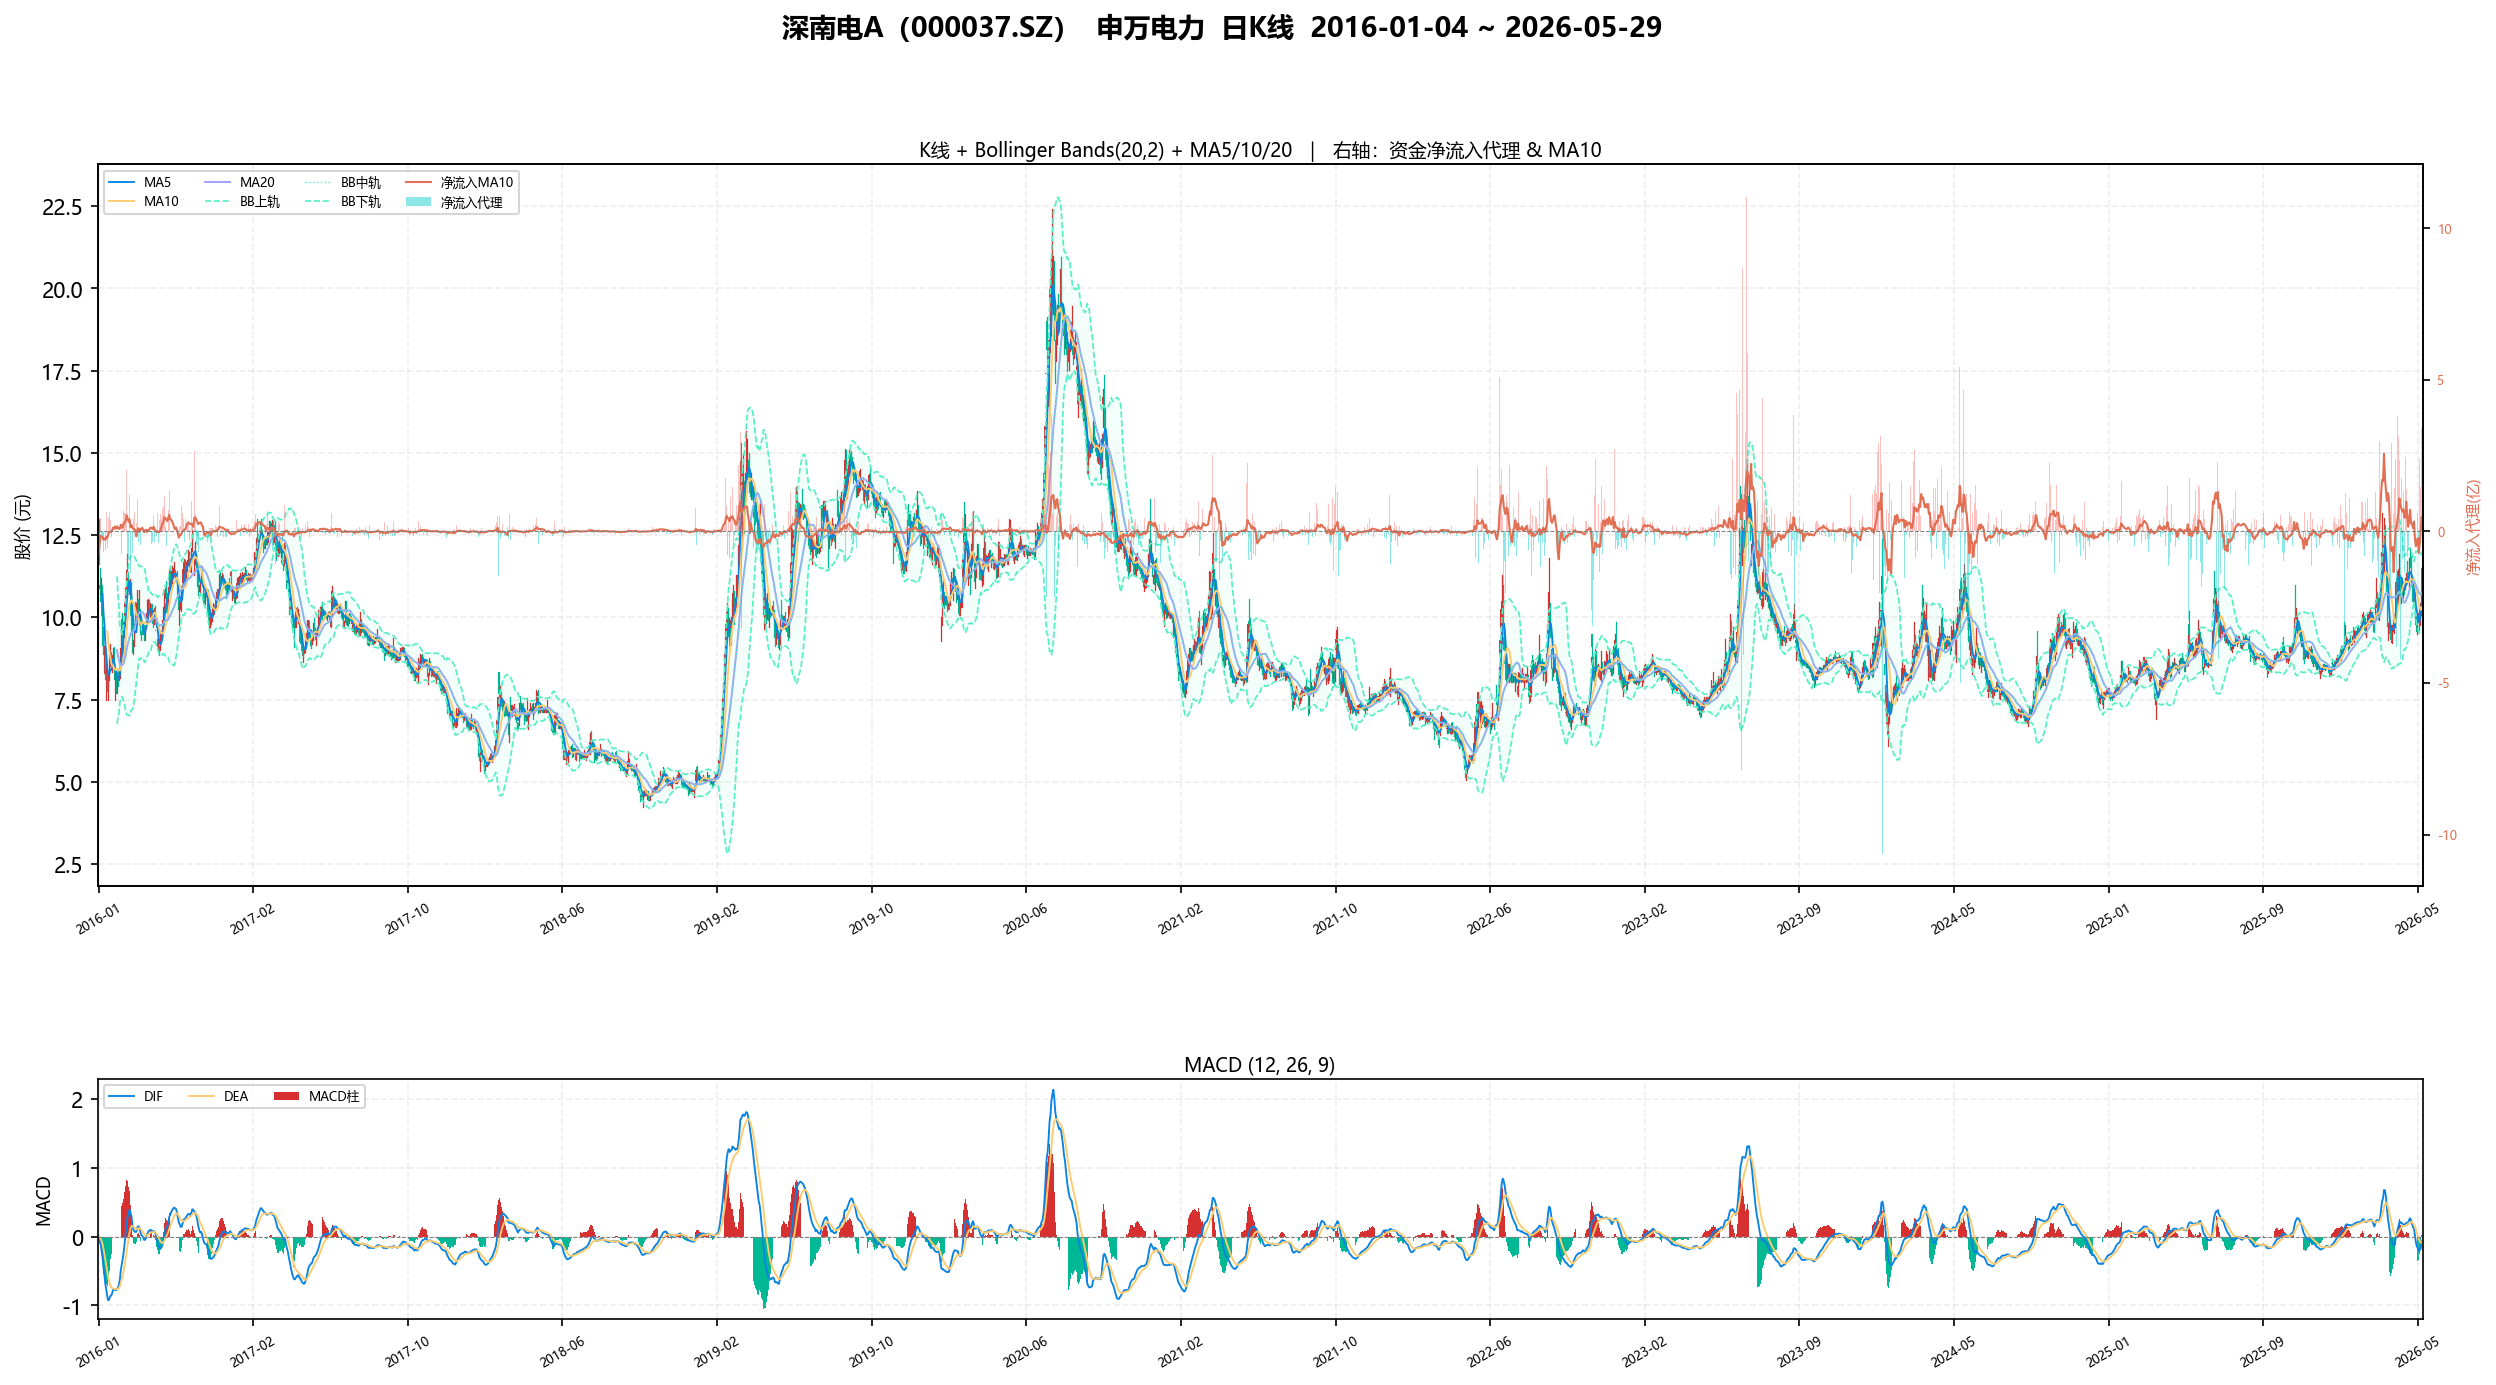 深南电A（000037.SZ） 申万电力 日K线 2016-01-04 ~ 2026-05-29
K线 + Bollinger Bands(20,2) + MA5/10/20 | 右轴：资金净流入代理 & MA10
MA5 MA20 BB中轨 净流入MA10
MA10 BB上轨 BB下轨 净流入代理
22.5
20.0
17.5
15.0
12.5
10.0
7.5
5.0
2.5
股价 (元)
10
5
0
-5
-10
净流入代理(亿)
2016-01 2017-02 2017-10 2018-06 2019-02 2019-10 2020-06 2021-02 2021-10 2022-06 2023-02 2023-09 2024-05 2025-01 2025-09 2026-05
MACD (12, 26, 9)
DIF DEA MACD柱
2
1
0
-1
MACD
2016-01 2017-02 2017-10 2018-06 2019-02 2019-10 2020-06 2021-02 2021-10 2022-06 2023-02 2023-09 2024-05 2025-01 2025-09 2026-05